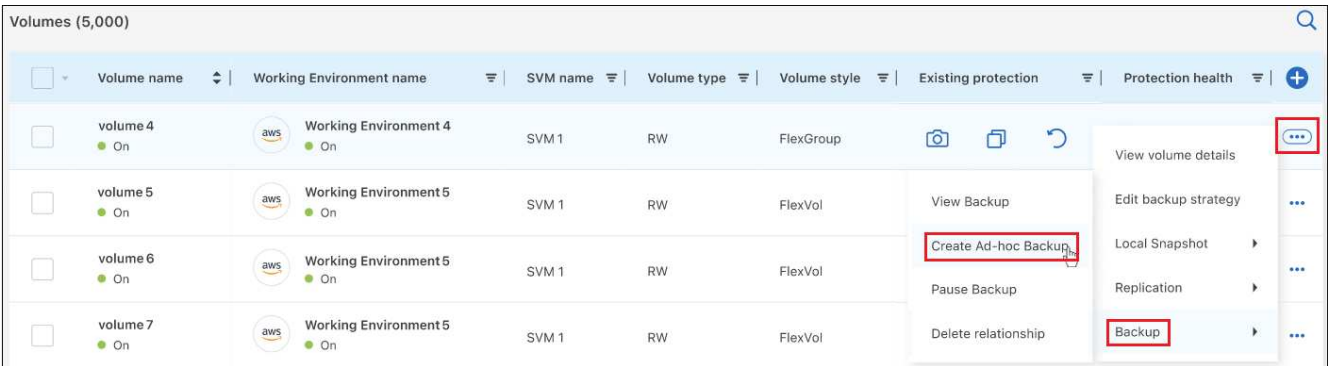 Volumes (5,000)
Volume name Working Environment name SVM name Volume type Volume style Existing protection Protection health
volume 4 aws Working Environment 4 SVM 1 RW FlexGroup
On On
View volume details
volume 5 aws Working Environment 5 SVM 1 RW FlexVol View Backup Edit backup strategy
On On
Create Ad-hoc Backup Local Snapshot
volume 6 aws Working Environment 5 SVM 1 RW FlexVol
On On
Pause Backup Replication
volume 7 aws Working Environment 5 SVM 1 RW FlexVol Delete relationship Backup
On On